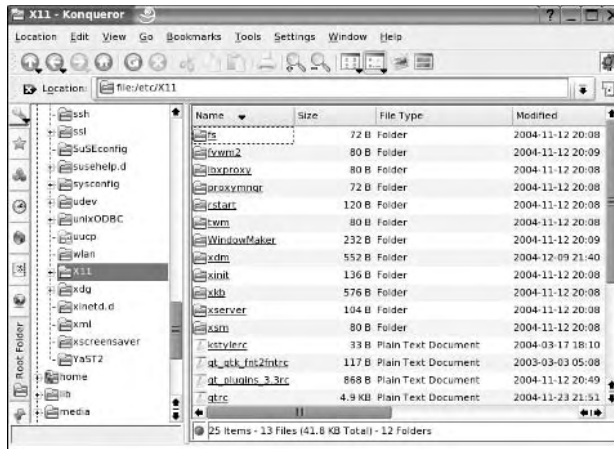 X11 - Konqueror
Location Edit View Go Bookmarks Tools Settings Window Help
Location: file:/etc/X11
ssh
ssl
SuSEconfig
susehelp.d
sysconfig
udev
unixODBC
uucp
wlan
X11
xdg
xinetd.d
xml
xscreensaver
YaST2
home
lib
media
Root Folder
Name Size File Type Modified
fs 72 B Folder 2004-11-12 20:08
fvwm2 80 B Folder 2004-11-12 20:09
lbxproxy 80 B Folder 2004-11-12 20:08
proxymngr 72 B Folder 2004-11-12 20:08
rstart 120 B Folder 2004-11-12 20:08
twm 80 B Folder 2004-11-12 20:08
WindowMaker 232 B Folder 2004-11-12 20:09
xdm 552 B Folder 2004-12-09 21:40
xinit 136 B Folder 2004-11-12 20:08
xkb 576 B Folder 2004-11-12 20:08
xserver 104 B Folder 2004-11-12 20:08
xsm 80 B Folder 2004-11-12 20:08
kstylerc 33 B Plain Text Document 2004-03-17 18:10
qt_gtk_fnt2fntrc 117 B Plain Text Document 2003-03-03 05:08
qt_plugins_3.3rc 868 B Plain Text Document 2004-11-12 20:49
qtrc 4.9 KB Plain Text Document 2004-11-23 21:51
25 Items - 13 Files (41.8 KB Total) - 12 Folders